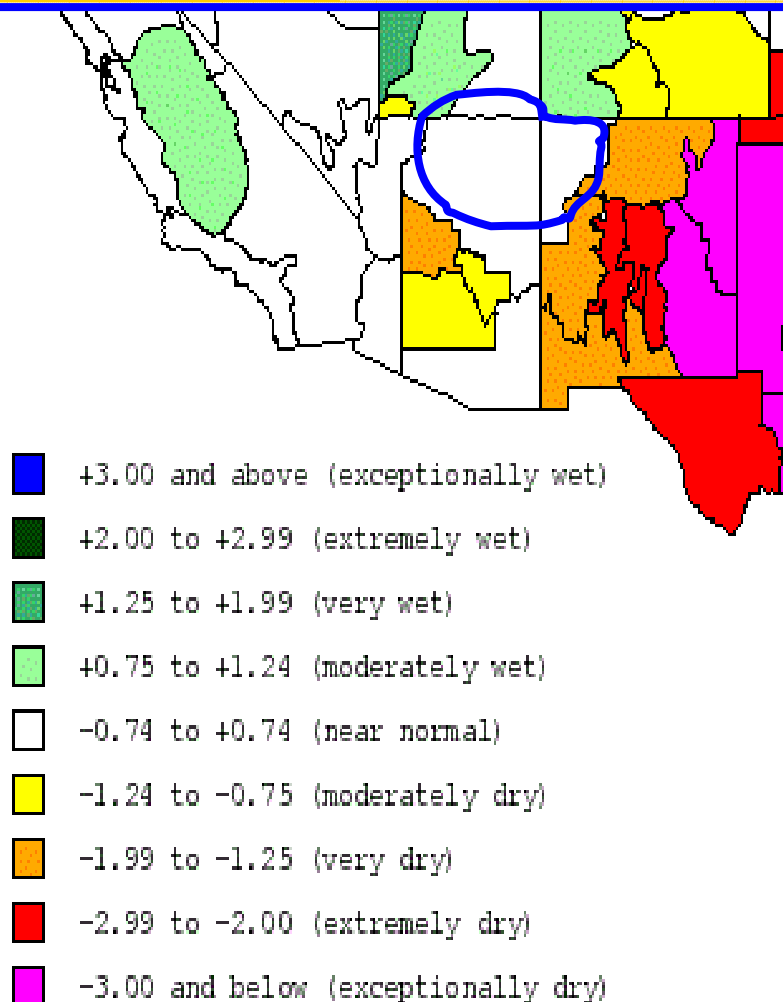 +3.00 and above (exceptionally wet)
+2.00 to +2.99 (extremely wet)
+1.25 to +1.99 (very wet)
+0.75 to +1.24 (moderately wet)
-0.74 to +0.74 (near normal)
-1.24 to -0.75 (moderately dry)
-1.99 to -1.25 (very dry)
-2.99 to -2.00 (extremely dry)
-3.00 and below (exceptionally dry)